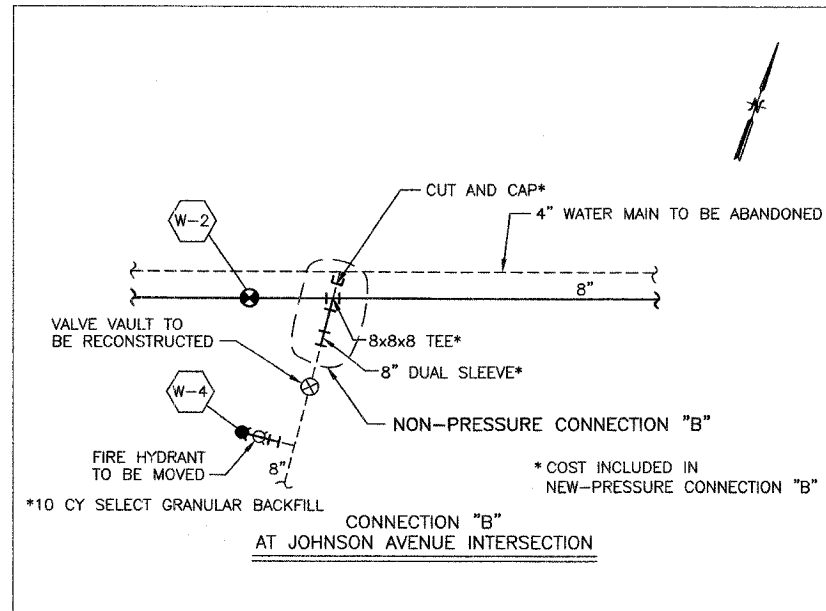 N
CUT AND CAP*
W-2
4" WATER MAIN TO BE ABANDONED
8"
VALVE VAULT TO
BE RECONSTRUCTED
8x8x8 TEE*
8" DUAL SLEEVE*
W-4
NON-PRESSURE CONNECTION "B"
FIRE HYDRANT
TO BE MOVED
8"
* COST INCLUDED IN
NEW-PRESSURE CONNECTION "B"
*10 CY SELECT GRANULAR BACKFILL
CONNECTION "B"
AT JOHNSON AVENUE INTERSECTION